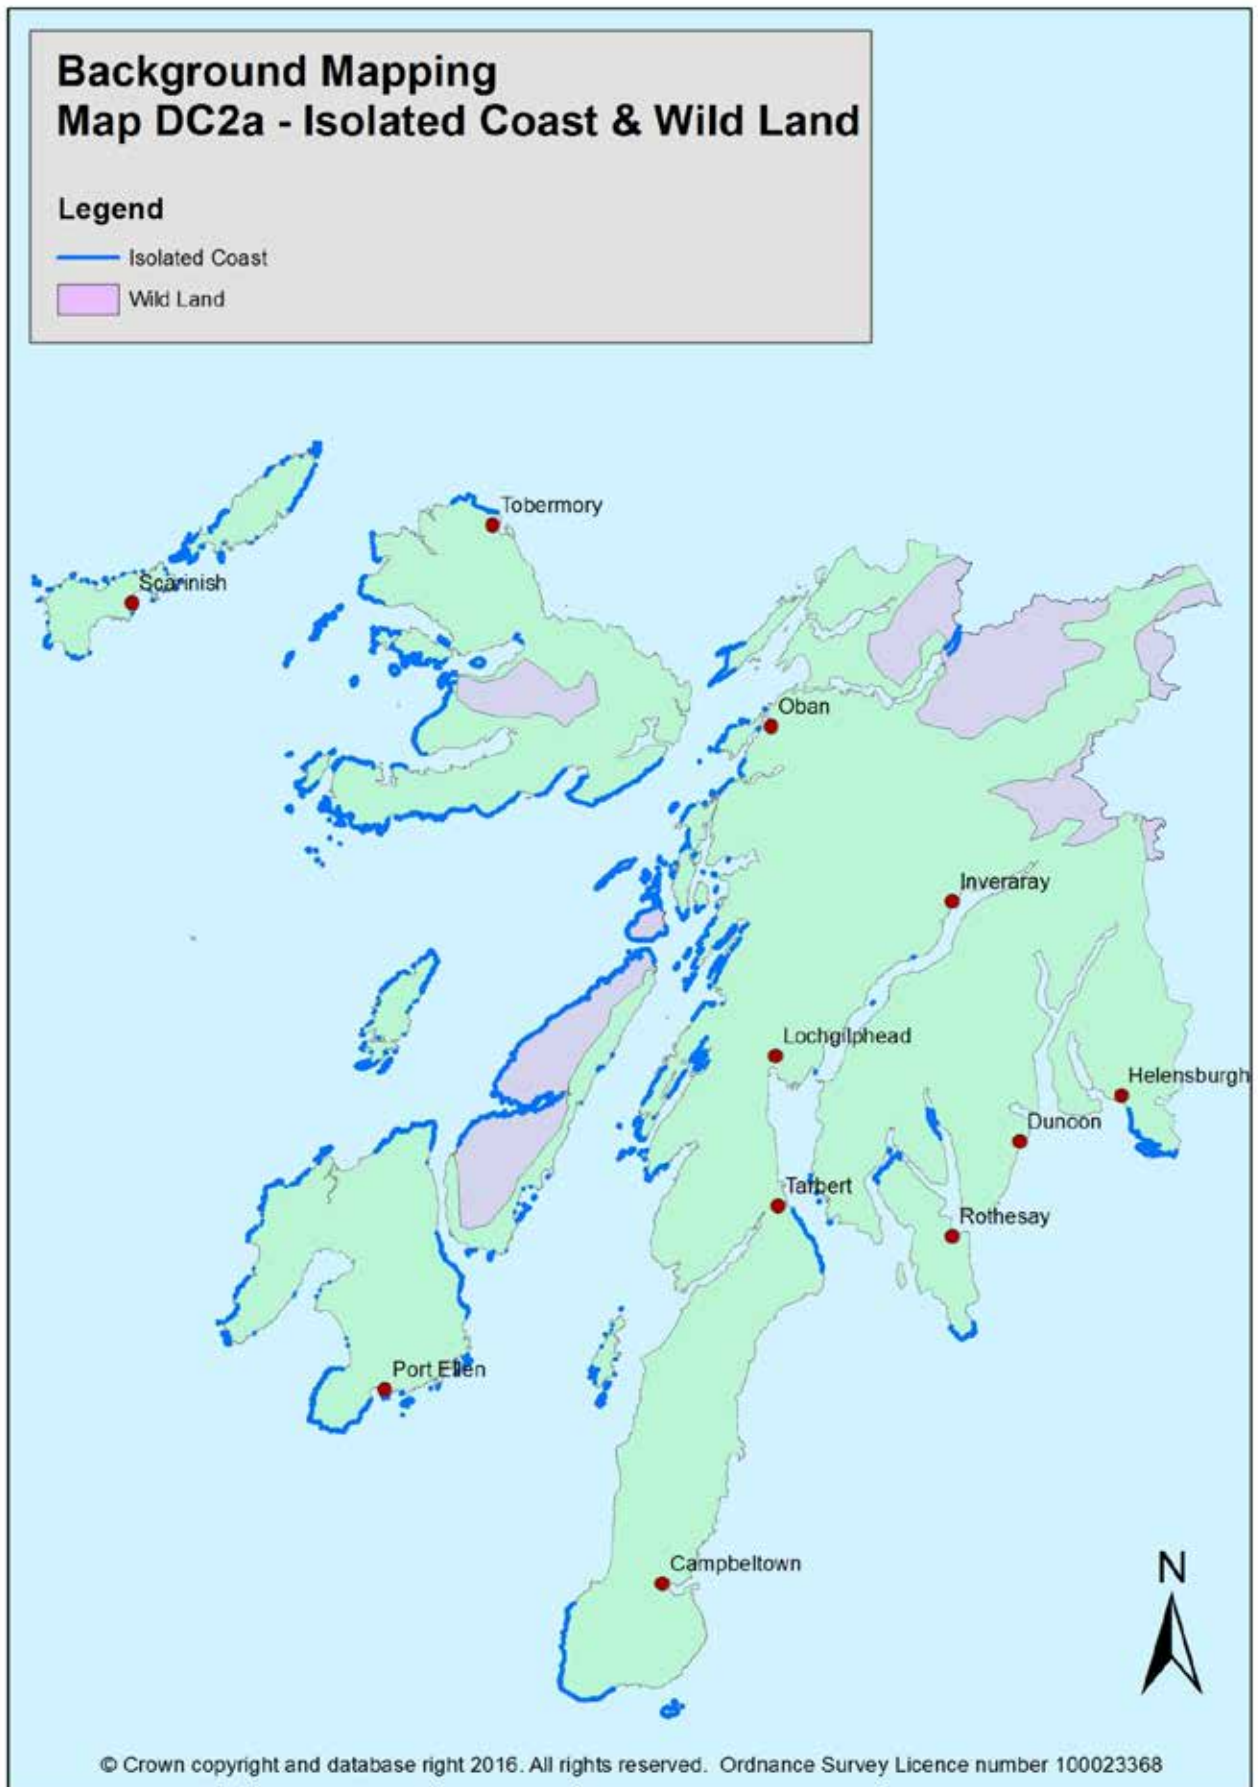 Background Mapping
Map DC2a - Isolated Coast & Wild Land
Legend
Isolated Coast
Wild Land
Tobermory
Scarinish
Oban
Inveraray
Lochgilphead
Helensburgh
Dunoon
Tarbert
Rothesay
Port Ellen
Campbeltown
N
© Crown copyright and database right 2016. All rights reserved. Ordnance Survey Licence number 100023368